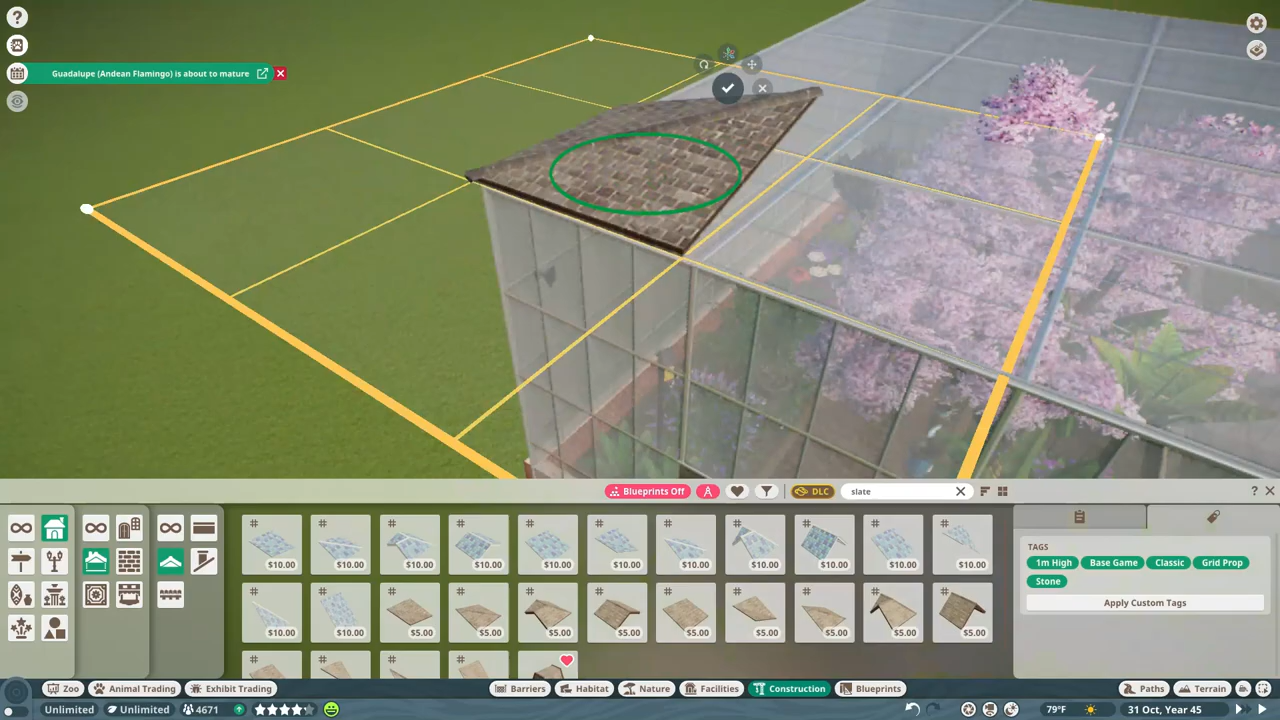 ?
Guadalupe (Andean Flamingo) is about to mature
Blueprints Off
DLC
slate
?
$10.00 $10.00 $10.00 $10.00 $10.00 $10.00 $10.00 $10.00 $10.00 $10.00 $10.00
$10.00 $10.00 $5.00 $5.00 $5.00 $5.00 $5.00 $5.00 $5.00 $5.00 $5.00
TAGS
1m High Base Game Classic Grid Prop
Stone
Apply Custom Tags
Zoo Animal Trading Exhibit Trading Barriers Habitat Nature Facilities Construction Blueprints Paths Terrain
Unlimited Unlimited 4671 79°F 31 Oct, Year 45